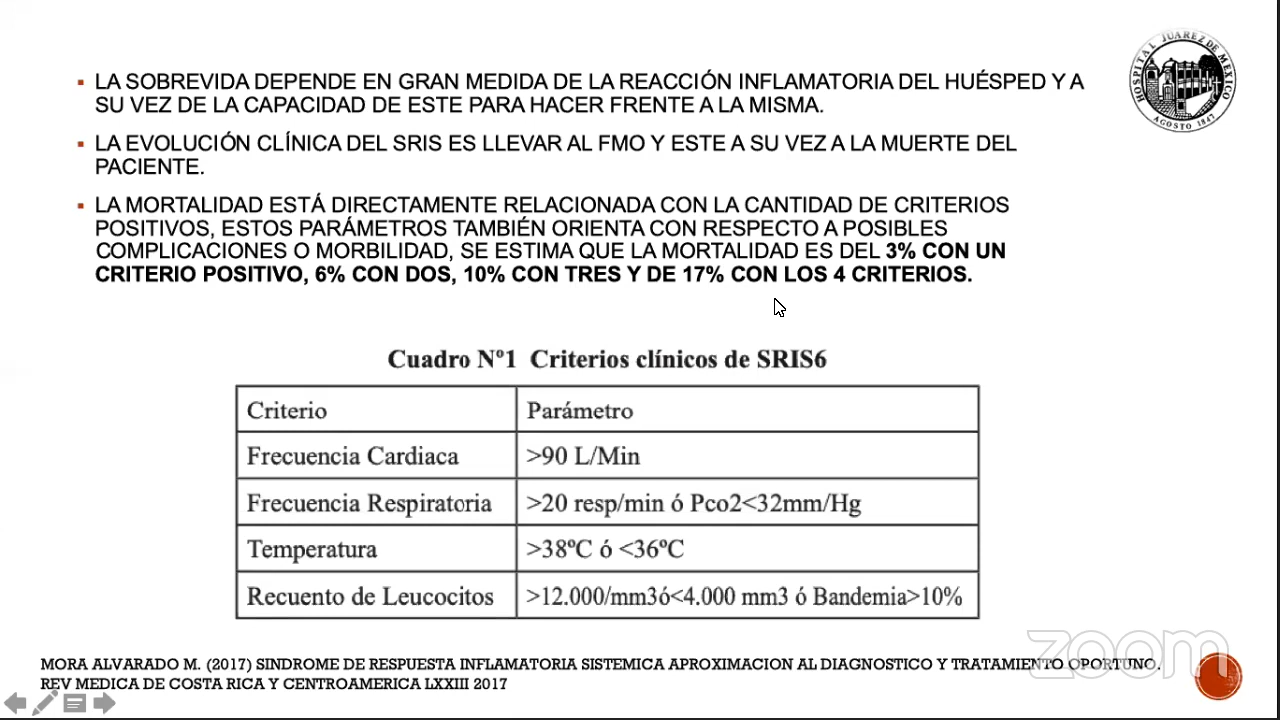 LA SOBREVIDA DEPENDE EN GRAN MEDIDA DE LA REACCIÓN INFLAMATORIA DEL HUÉSPED Y A
SU VEZ DE LA CAPACIDAD DE ESTE PARA HACER FRENTE A LA MISMA.
LA EVOLUCIÓN CLÍNICA DEL SRIS ES LLEVAR AL FMO Y ESTE A SU VEZ A LA MUERTE DEL
PACIENTE.
LA MORTALIDAD ESTÁ DIRECTAMENTE RELACIONADA CON LA CANTIDAD DE CRITERIOS
POSITIVOS, ESTOS PARÁMETROS TAMBIÉN ORIENTA CON RESPECTO A POSIBLES
COMPLICACIONES O MORBILIDAD, SE ESTIMA QUE LA MORTALIDAD ES DEL 3% CON UN
CRITERIO POSITIVO, 6% CON DOS, 10% CON TRES Y DE 17% CON LOS 4 CRITERIOS.
HOSPITAL JUAREZ DE MEXICO
AGOSTO 1847
Cuadro Nº1 Criterios clínicos de SRIS6
Criterio Parámetro
Frecuencia Cardiaca >90 L/Min
Frecuencia Respiratoria >20 resp/min ó Pco2<32mm/Hg
Temperatura >38ºC ó <36ºC
Recuento de Leucocitos >12.000/mm3ó<4.000 mm3 ó Bandemia>10%
MORA ALVARADO M. (2017) SINDROME DE RESPUESTA INFLAMATORIA SISTEMICA APROXIMACION AL DIAGNOSTICO Y TRATAMIENTO OPORTUNO.
REV MEDICA DE COSTA RICA Y CENTROAMERICA LXXIII 2017
zoom